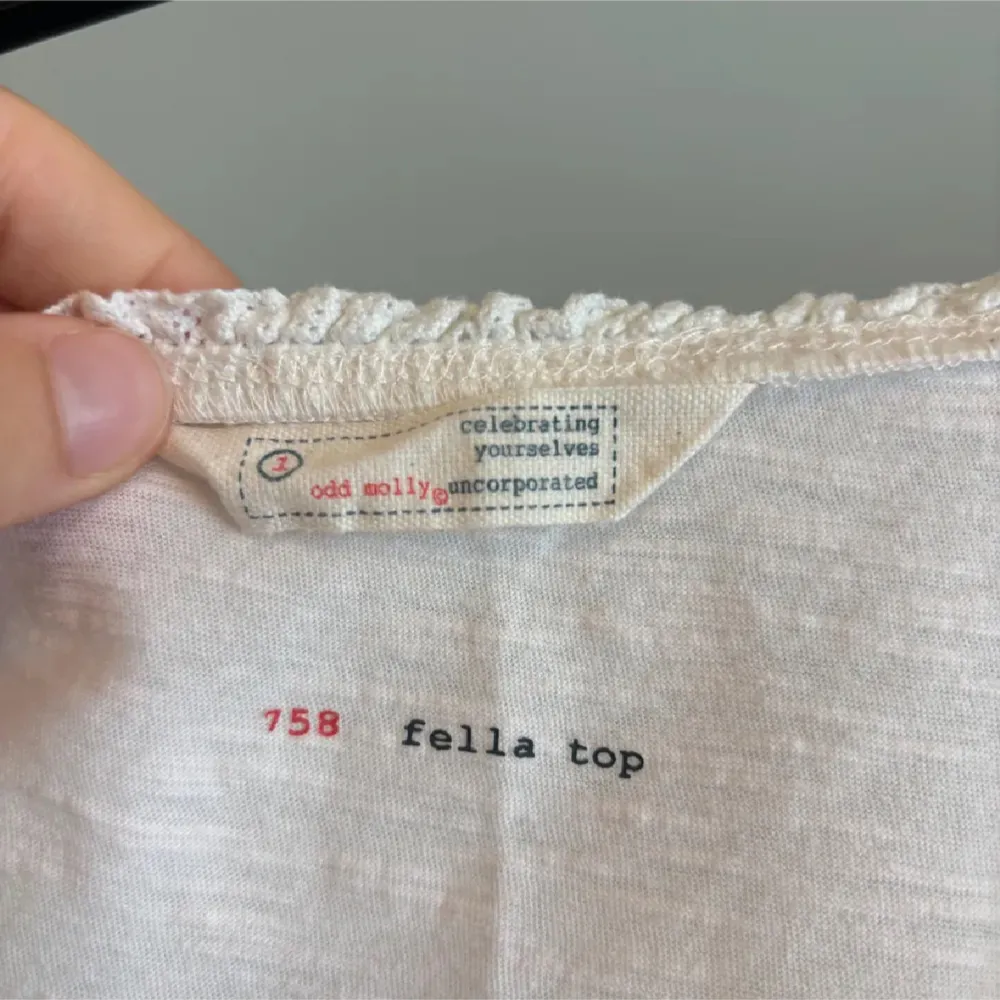 celebrating
yourselves
1
odd molly© uncorporated
758 fella top